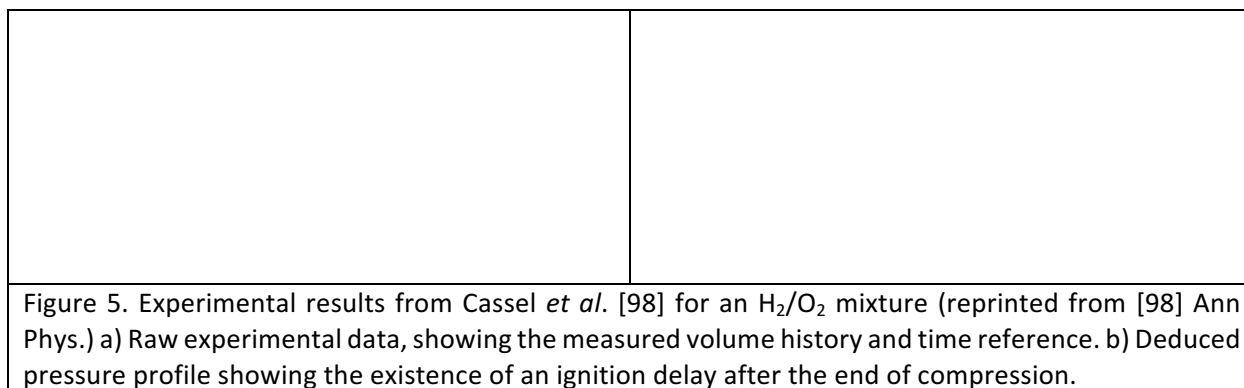 Figure 5. Experimental results from Cassel et al. [98] for an H₂/O₂ mixture (reprinted from [98] Ann
Phys.) a) Raw experimental data, showing the measured volume history and time reference. b) Deduced
pressure profile showing the existence of an ignition delay after the end of compression.